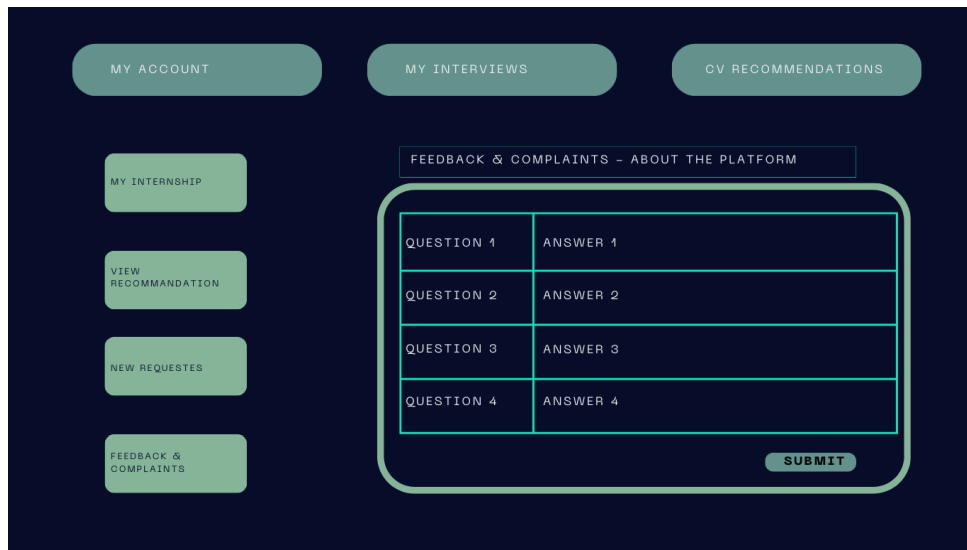 MY ACCOUNT
MY INTERVIEWS
CV RECOMMENDATIONS
MY INTERNSHIP
VIEW
RECOMMANDATION
NEW REQUESTES
FEEDBACK &
COMPLAINTS
FEEDBACK & COMPLAINTS – ABOUT THE PLATFORM
QUESTION 1
ANSWER 1
QUESTION 2
ANSWER 2
QUESTION 3
ANSWER 3
QUESTION 4
ANSWER 4
SUBMIT